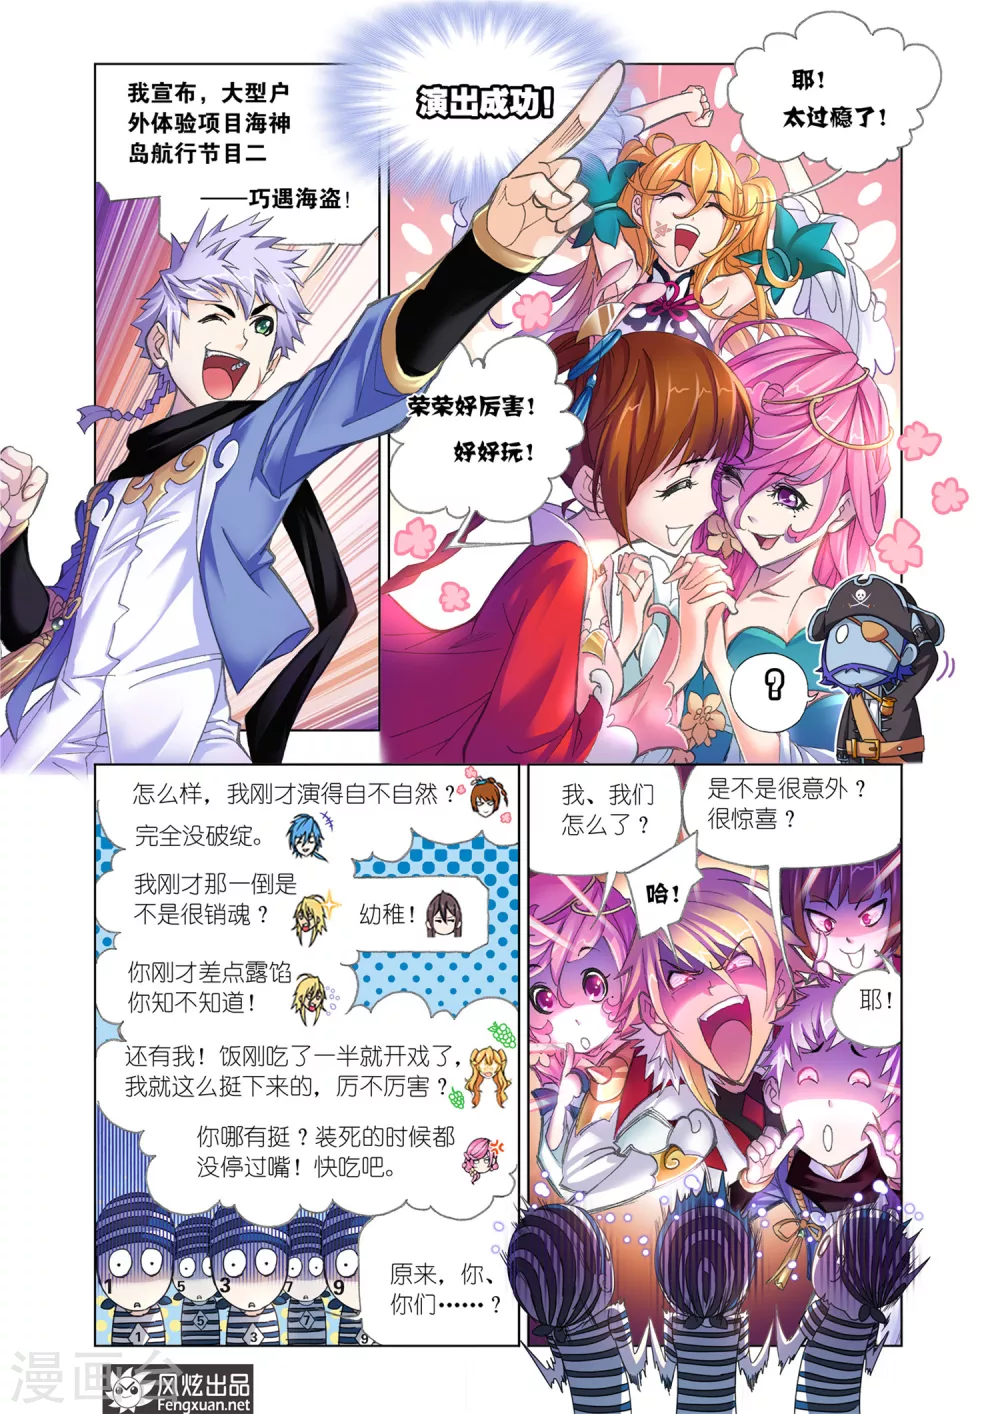 我宣布，大型户
外体验项目海神
岛航行节目二
——巧遇海盗！
演出成功！
耶！
太过瘾了！
荣荣好厉害！
好好玩！
？
怎么样，我刚才演得自不自然？
完全没破绽。
我刚才那一倒是
不是很销魂？
幼稚！
你刚才差点露馅
你知不知道！
还有我！饭刚吃了一半就开戏了，
我就这么挺下来的，厉不厉害？
你哪有挺？装死的时候都
没停过嘴！快吃吧。
1
5
3
7
9
1
5
3
7
9
原来，你、
你们……？
我、我们
怎么了？
是不是很意外？
很惊喜？
哈！
耶！
漫画台
风炫出品
Fengxuan.net